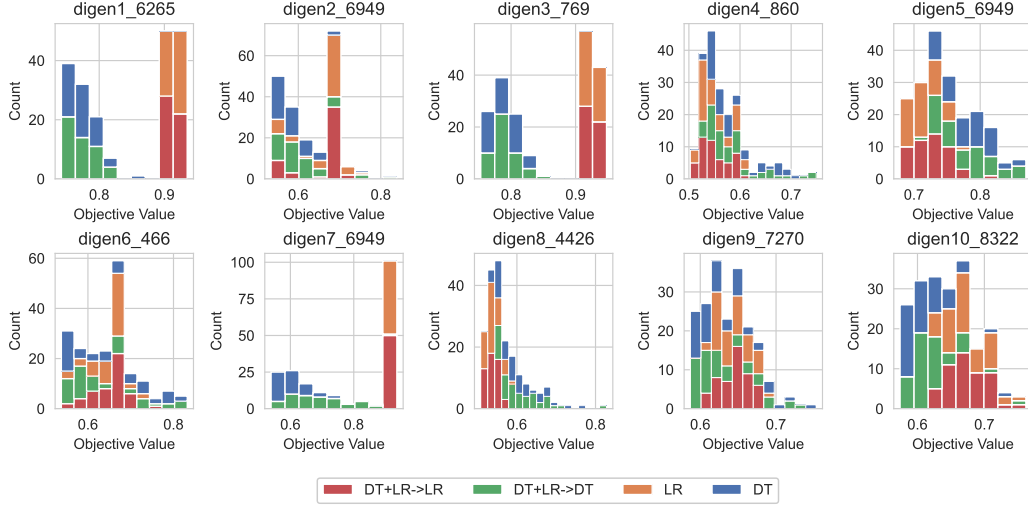 digen1_6265
digen2_6949
digen3_769
digen4_860
digen5_6949
Count
0
20
40
0.8
0.9
Objective Value
Count
0
20
40
60
0.6
0.8
Objective Value
Count
0
20
40
0.8
0.9
Objective Value
Count
0
10
20
30
40
0.5
0.6
0.7
Objective Value
Count
0
10
20
30
40
0.7
0.8
Objective Value
digen6_466
digen7_6949
digen8_4426
digen9_7270
digen10_8322
Count
0
20
40
60
0.6
0.8
Objective Value
Count
0
25
50
75
100
0.6
0.8
Objective Value
Count
0
20
40
0.6
0.8
Objective Value
Count
0
10
20
30
0.6
0.7
Objective Value
Count
0
10
20
30
0.6
0.7
Objective Value
DT+LR->LR
DT+LR->DT
LR
DT